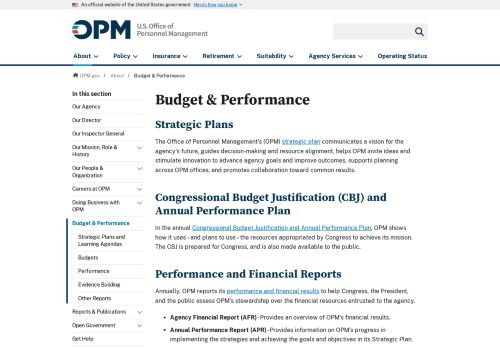 An official website of the United States government Here's how you know
OPM U.S. Office of
Personnel Management
About Policy Insurance Retirement Suitability Agency Services Operating Status
OPM.gov / About / Budget & Performance
In this section
Our Agency
Our Director
Our Inspector General
Our Mission, Role &
History
Our People &
Organization
Careers at OPM
Doing Business with
OPM
Budget & Performance
Strategic Plans and
Learning Agendas
Budgets
Performance
Evidence Building
Other Reports
Reports & Publications
Open Government
Get Help
Budget & Performance
Strategic Plans
The Office of Personnel Management's (OPM) strategic plan communicates a vision for the
agency's future, guides decision-making and resource alignment, helps OPM invite ideas and
stimulate innovation to advance agency goals and improve outcomes, supports planning
across OPM offices, and promotes collaboration toward common results.
Congressional Budget Justification (CBJ) and
Annual Performance Plan
In the annual Congressional Budget Justification and Annual Performance Plan, OPM shows
how it uses - and plans to use - the resources appropriated by Congress to achieve its mission.
The CBJ is prepared for Congress, and is also made available to the public.
Performance and Financial Reports
Annually, OPM reports its performance and financial results to help Congress, the President,
and the public assess OPM's stewardship over the financial resources entrusted to the agency.
• Agency Financial Report (AFR) - Provides an overview of OPM's financial results.
• Annual Performance Report (APR) - Provides information on OPM's progress in
implementing the strategies and achieving the goals and objectives in its Strategic Plan.